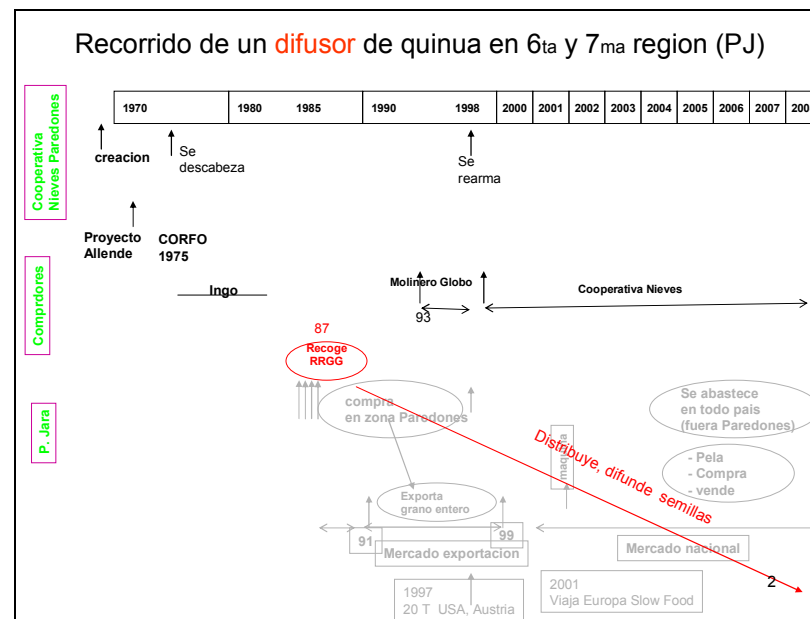 Recorrido de un difusor de quinua en 6ta y 7ma region (PJ)
1970 1980 1985 1990 1998 2000 2001 2002 2003 2004 2005 2006 2007 200
Cooperativa
Nieves Paredones
creacion
Se
descabeza
Se
rearma
Proyecto
Allende
CORFO
1975
Comprdores
Ingo
Molinero Globo
93
Cooperativa Nieves
87
Recoge
RRGG
P. Jara
compra
en zona Paredones
Se abastece
en todo pais
(fuera Paredones)
Distribuye, difunde semillas
maquila
- Pela
- Compra
- vende
Exporta
grano entero
91
99
Mercado exportacion
Mercado nacional
1997
20 T USA, Austria
2001
Viaja Europa Slow Food
2